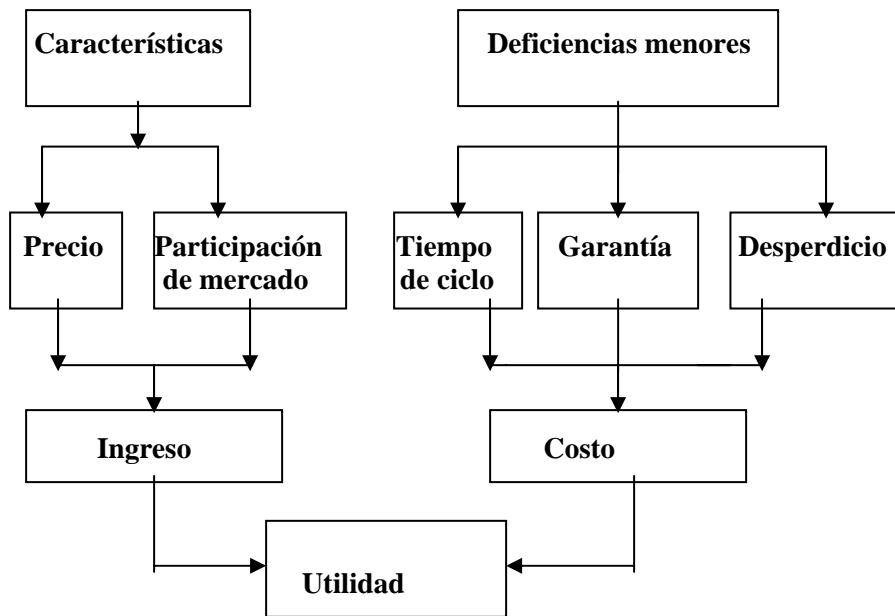 Características
Deficiencias menores
Precio
Participación
de mercado
Tiempo
de ciclo
Garantía
Desperdicio
Ingreso
Costo
Utilidad